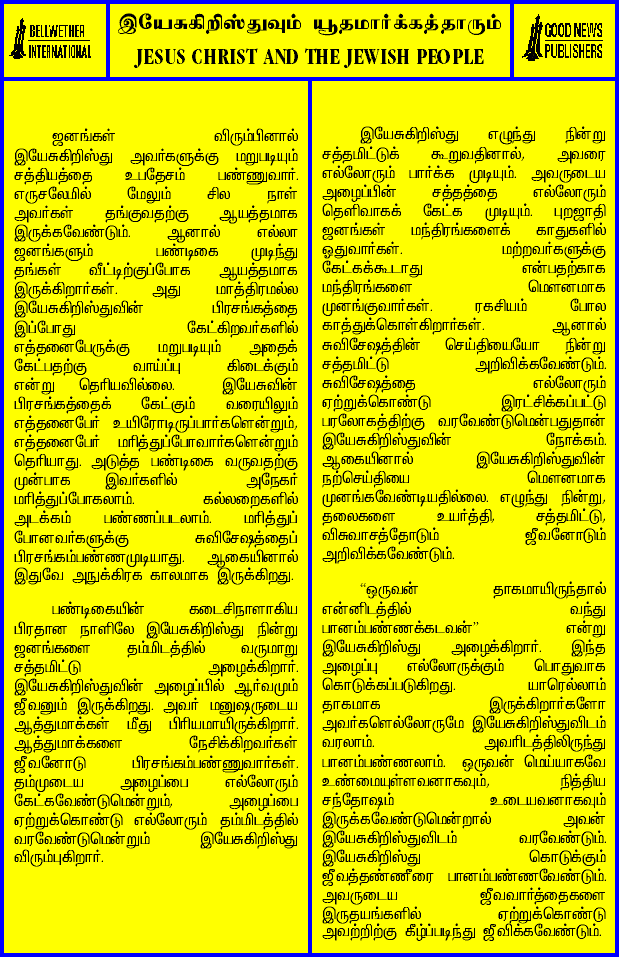 BELLWETHER
INTERNATIONAL
இயேசுகிறிஸ்துவும் யூதமார்க்கத்தாரும்
JESUS CHRIST AND THE JEWISH PEOPLE
GOOD NEWS
PUBLISHERS
ஜனங்கள் விரும்பினால்
இயேசுகிறிஸ்து அவர்களுக்கு மறுபடியும்
சத்தியத்தை உபதேசம் பண்ணுவார்.
எருசலேமில் மேலும் சில நாள்
அவர்கள் தங்குவதற்கு ஆயத்தமாக
இருக்கவேண்டும். ஆனால் எல்லா
ஜனங்களும் பண்டிகை முடிந்து
தங்கள் வீட்டிற்குப்போக ஆயத்தமாக
இருக்கிறார்கள். அது மாத்திரமல்ல
இயேசுகிறிஸ்துவின் பிரசங்கத்தை
இப்போது கேட்கிறவர்களில்
எத்தனைபேருக்கு மறுபடியும் அதைக்
கேட்பதற்கு வாய்ப்பு கிடைக்கும்
என்று தெரியவில்லை. இயேசுவின்
பிரசங்கத்தைக் கேட்கும் வரையிலும்
எத்தனைபேர் உயிரோடிருப்பார்களென்றும்,
எத்தனைபேர் மரித்துப்போவார்களென்றும்
தெரியாது. அடுத்த பண்டிகை வருவதற்கு
முன்பாக இவர்களில் அநேகர்
மரித்துப்போகலாம். கல்லறைகளில்
அடக்கம் பண்ணப்படலாம். மரித்துப்
போனவர்களுக்கு சுவிசேஷத்தைப்
பிரசங்கம்பண்ணமுடியாது. ஆகையினால்
இதுவே அநுக்கிரக காலமாக இருக்கிறது.
பண்டிகையின் கடைசிநாளாகிய
பிரதான நாளிலே இயேசுகிறிஸ்து நின்று
ஜனங்களை தம்மிடத்தில் வருமாறு
சத்தமிட்டு அழைக்கிறார்.
இயேசுகிறிஸ்துவின் அழைப்பில் ஆர்வமும்
ஜீவனும் இருக்கிறது. அவர் மனுஷருடைய
ஆத்துமாக்கள் மீது பிரியமாயிருக்கிறார்.
ஆத்துமாக்களை நேசிக்கிறவர்கள்
ஜீவனோடு பிரசங்கம்பண்ணுவார்கள்.
தம்முடைய அழைப்பை எல்லோரும்
கேட்கவேண்டுமென்றும், அழைப்பை
ஏற்றுக்கொண்டு எல்லோரும் தம்மிடத்தில்
வரவேண்டுமென்றும் இயேசுகிறிஸ்து
விரும்புகிறார்.
இயேசுகிறிஸ்து எழுந்து நின்று
சத்தமிட்டுக் கூறுவதினால், அவரை
எல்லோரும் பார்க்க முடியும். அவருடைய
அழைப்பின் சத்தத்தை எல்லோரும்
தெளிவாகக் கேட்க முடியும். புறஜாதி
ஜனங்கள் மந்திரங்களைக் காதுகளில்
ஓதுவார்கள். மற்றவர்களுக்கு
கேட்கக்கூடாது என்பதற்காக
மந்திரங்களை மௌனமாக
முனங்குவார்கள். ரகசியம் போல
காத்துக்கொள்கிறார்கள். ஆனால்
சுவிசேஷத்தின் செய்தியையோ நின்று
சத்தமிட்டு அறிவிக்கவேண்டும்.
சுவிசேஷத்தை எல்லோரும்
ஏற்றுக்கொண்டு இரட்சிக்கப்பட்டு
பரலோகத்திற்கு வரவேண்டுமென்பதுதான்
இயேசுகிறிஸ்துவின் நோக்கம்.
ஆகையினால் இயேசுகிறிஸ்துவின்
நற்செய்தியை மௌனமாக
முனங்கவேண்டியதில்லை. எழுந்து நின்று,
தலைகளை உயர்த்தி, சத்தமிட்டு,
விசுவாசத்தோடும் ஜீவனோடும்
அறிவிக்கவேண்டும்.
“ஒருவன் தாகமாயிருந்தால்
என்னிடத்தில் வந்து
பானம்பண்ணக்கடவன்” என்று
இயேசுகிறிஸ்து அழைக்கிறார். இந்த
அழைப்பு எல்லோருக்கும் பொதுவாக
கொடுக்கப்படுகிறது. யாரெல்லாம்
தாகமாக இருக்கிறார்களோ
அவர்களெல்லோருமே இயேசுகிறிஸ்துவிடம்
வரலாம். அவரிடத்திலிருந்து
பானம்பண்ணலாம். ஒருவன் மெய்யாகவே
உண்மையுள்ளவனாகவும், நித்திய
சந்தோஷம் உடையவனாகவும்
இருக்கவேண்டுமென்றால் அவன்
இயேசுகிறிஸ்துவிடம் வரவேண்டும்.
இயேசுகிறிஸ்து கொடுக்கும்
ஜீவத்தண்ணீரை பானம்பண்ணவேண்டும்.
அவருடைய ஜீவவார்த்தைகளை
இருதயங்களில் ஏற்றுக்கொண்டு
அவற்றிற்கு கீழ்ப்படிந்து ஜீவிக்கவேண்டும்.